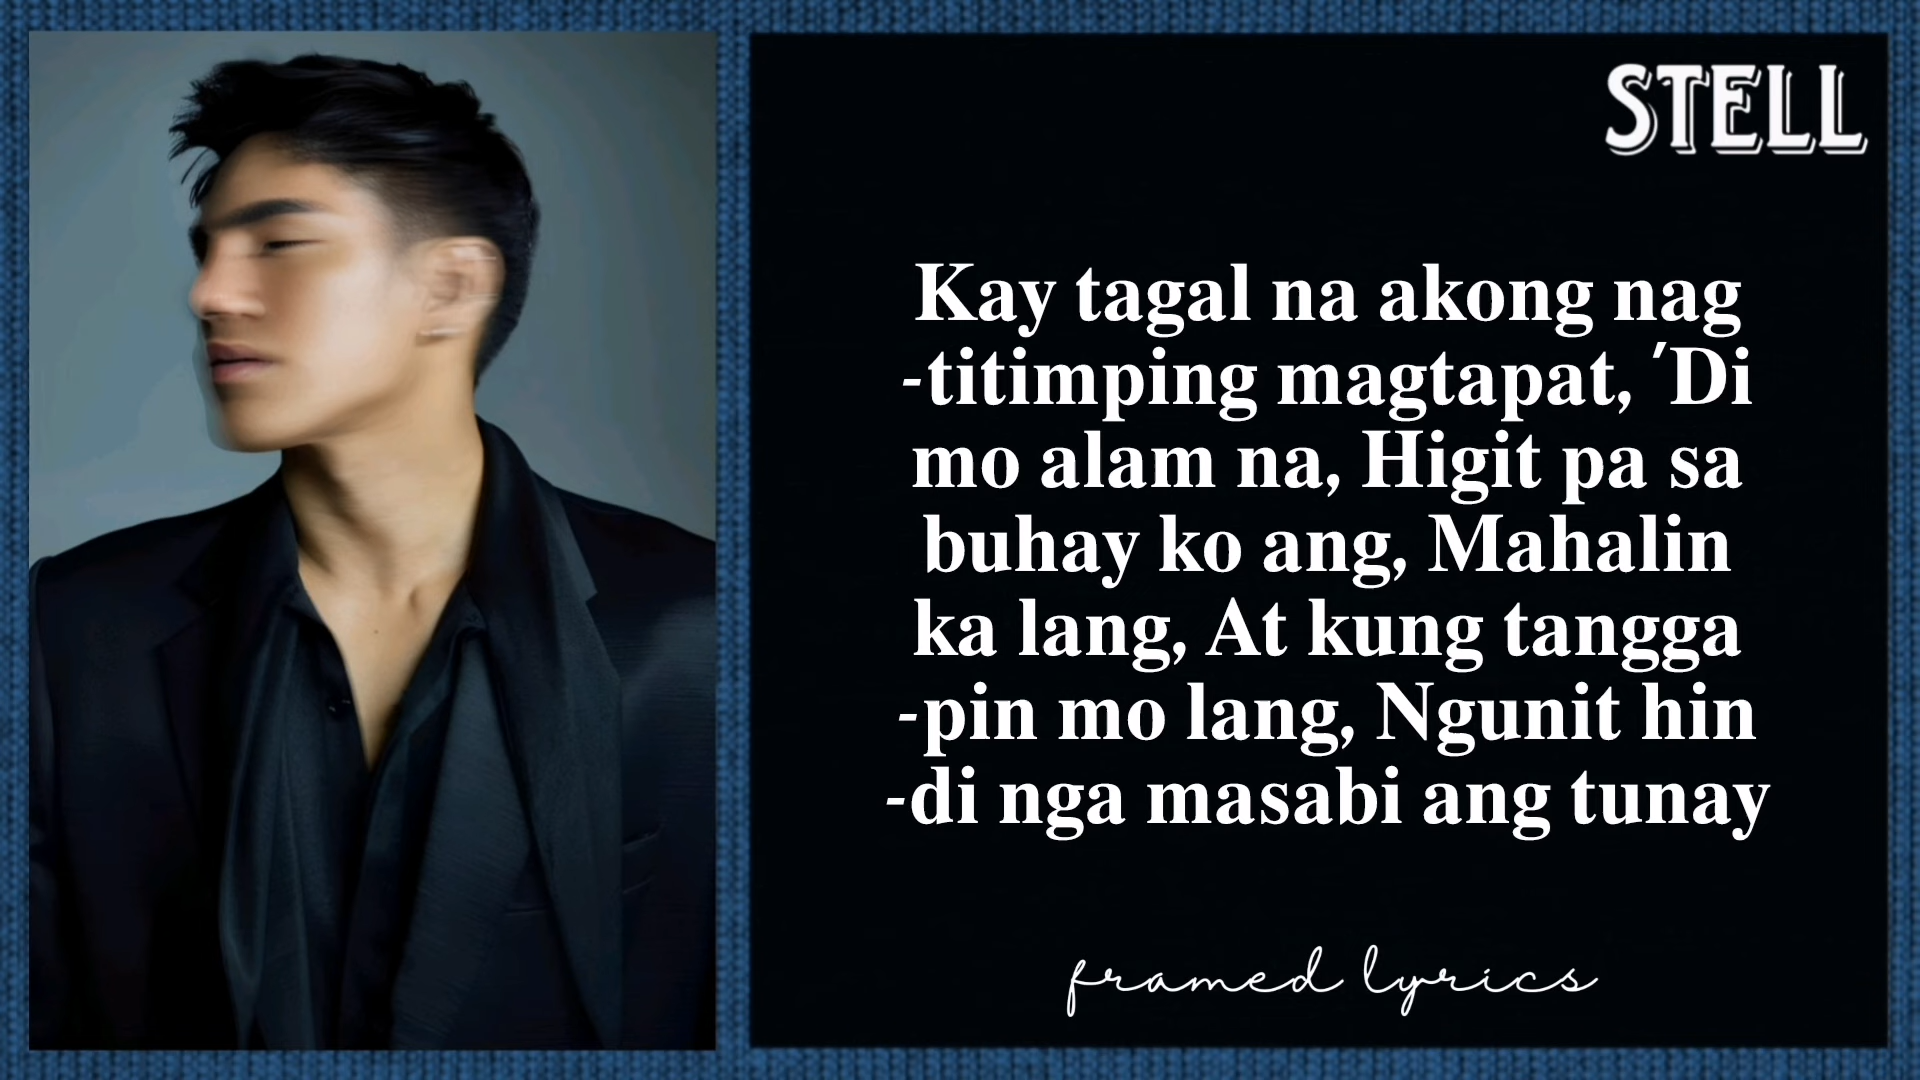 STELL
Kay tagal na akong nag
-titimping magtapat, 'Di
mo alam na, Higit pa sa
buhay ko ang, Mahalin
ka lang, At kung tangga
-pin mo lang, Ngunit hin
-di nga masabi ang tunay
framed lyrics